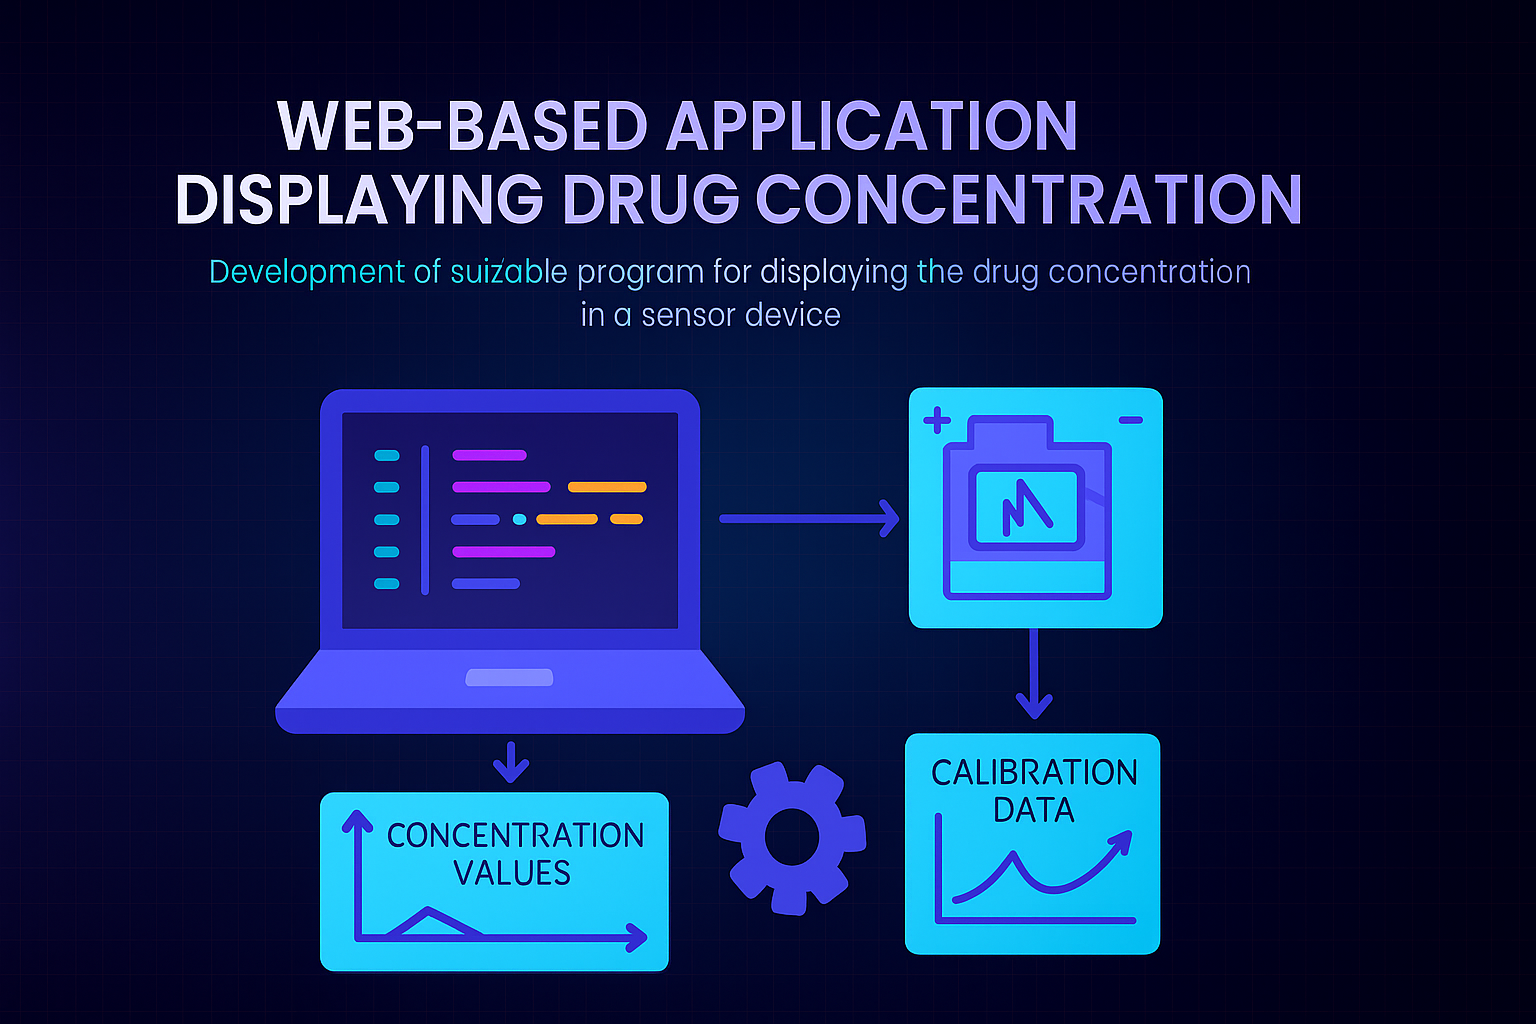 WEB-BASED APPLICATION
DISPLAYING DRUG CONCENTRATION
Development of suizable program for displaying the drug concentration
in a sensor device
+ −
CONCENTRATION
VALUES
CALIBRATION
DATA